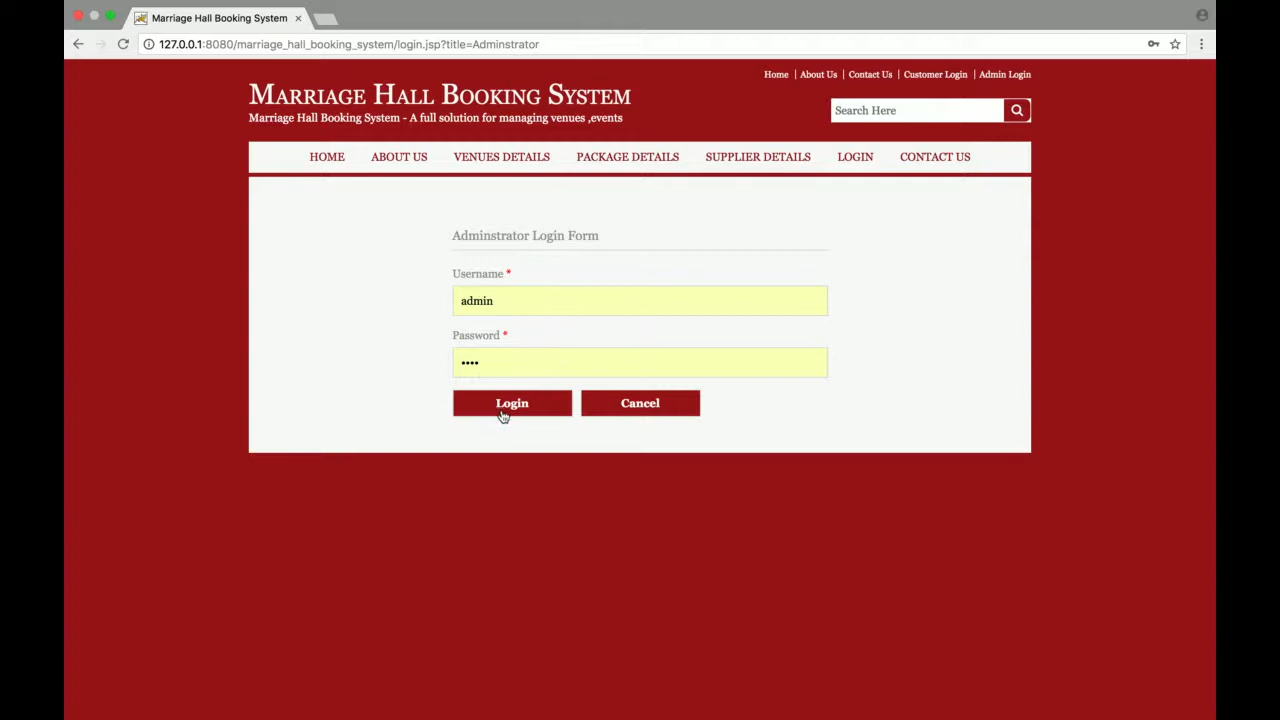 Marriage Hall Booking System
127.0.0.1:8080/marriage_hall_booking_system/login.jsp?title=Adminstrator
Home | About Us | Contact Us | Customer Login | Admin Login
MARRIAGE HALL BOOKING SYSTEM
Marriage Hall Booking System - A full solution for managing venues ,events
Search Here
HOME ABOUT US VENUES DETAILS PACKAGE DETAILS SUPPLIER DETAILS LOGIN CONTACT US
Adminstrator Login Form
Username *
admin
Password *
••••
Login Cancel